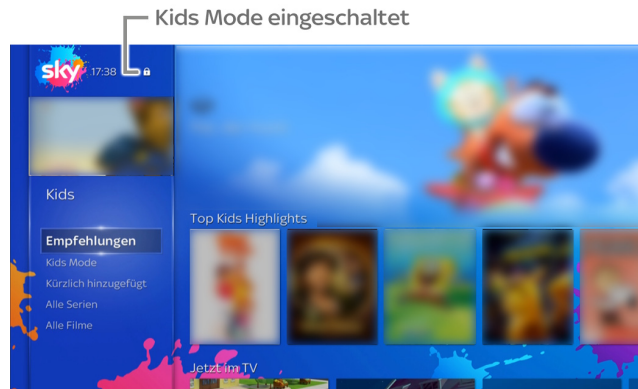 Kids Mode eingeschaltet
sky 17:38
Kids
Top Kids Highlights
Empfehlungen
Kids Mode
Kürzlich hinzugefügt
Alle Serien
Alle Filme
Jetzt im TV